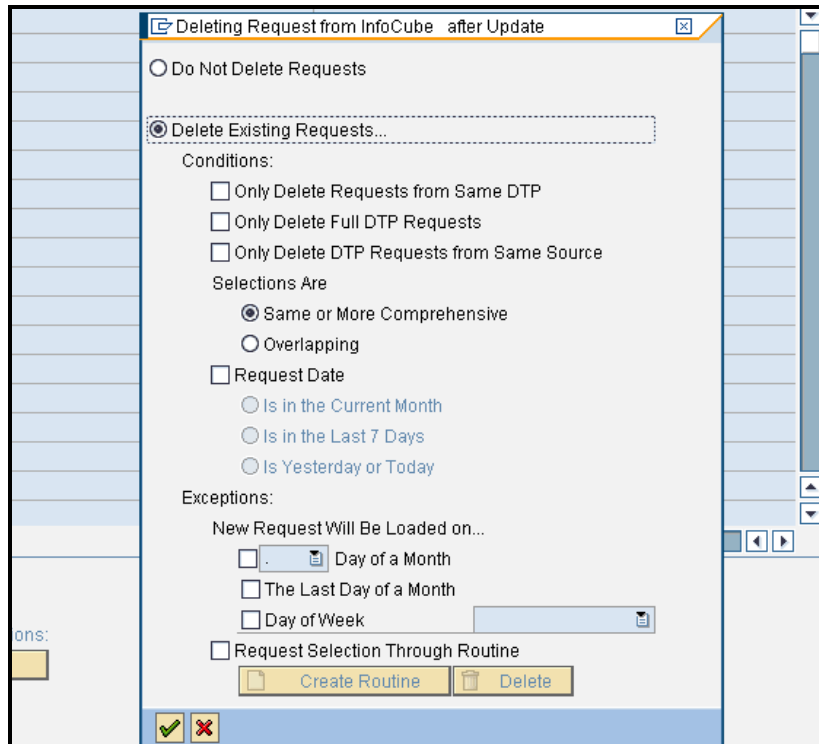 Deleting Request from InfoCube after Update
Do Not Delete Requests
Delete Existing Requests...
Conditions:
Only Delete Requests from Same DTP
Only Delete Full DTP Requests
Only Delete DTP Requests from Same Source
Selections Are
Same or More Comprehensive
Overlapping
Request Date
Is in the Current Month
Is in the Last 7 Days
Is Yesterday or Today
Exceptions:
New Request Will Be Loaded on...
. Day of a Month
The Last Day of a Month
Day of Week
ons:
Request Selection Through Routine
Create Routine Delete